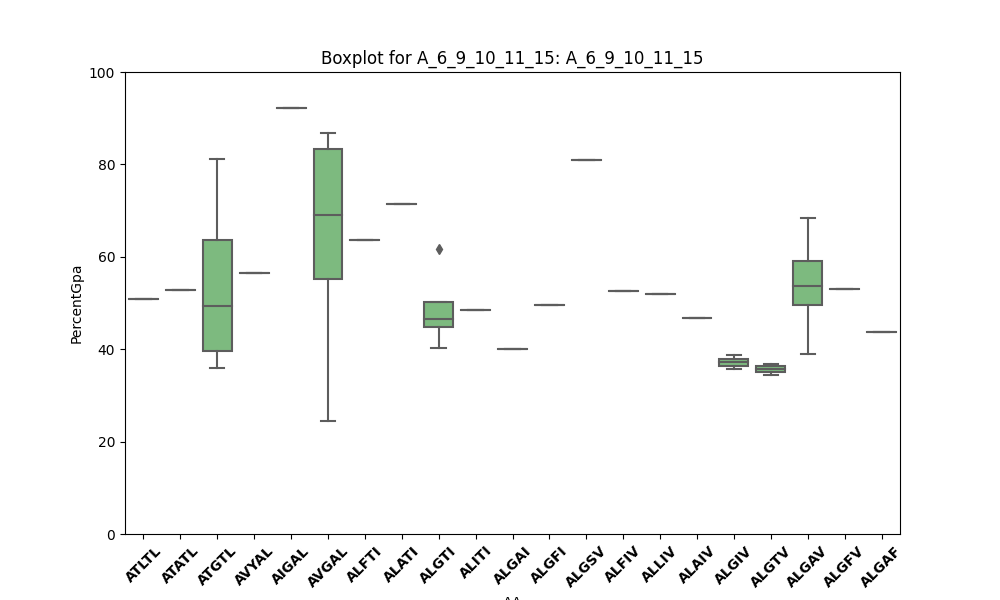 Boxplot for A_6_9_10_11_15: A_6_9_10_11_15
100
80
60
40
20
0
PercentGpa
ATLTL ATATL ATGTL AVYAL AIGAL AVGAL ALFTI ALATI ALGTI ALITI ALGAI ALGFI ALGSV ALFIV ALLIV ALAIV ALGIV ALGTV ALGAV ALGFV ALGAF